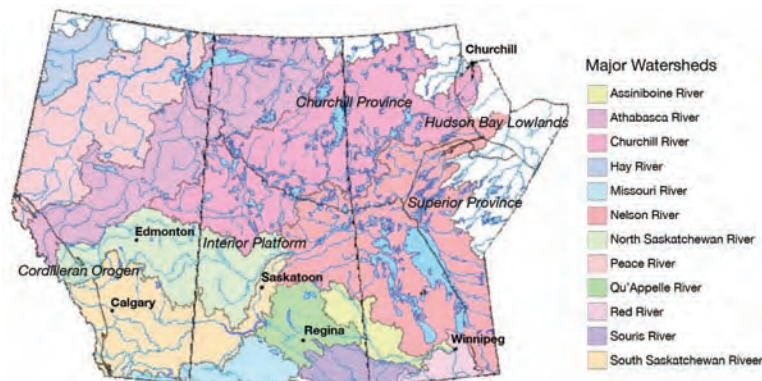 Churchill
Churchill Province
Hudson Bay Lowlands
Superior Province
Edmonton
Interior Platform
Cordilleran Orogen
Saskatoon
Calgary
Regina
Winnipeg
Major Watersheds
Assiniboine River
Athabasca River
Churchill River
Hay River
Missouri River
Nelson River
North Saskatchewan River
Peace River
Qu'Appelle River
Red River
Souris River
South Saskatchewan Riveer